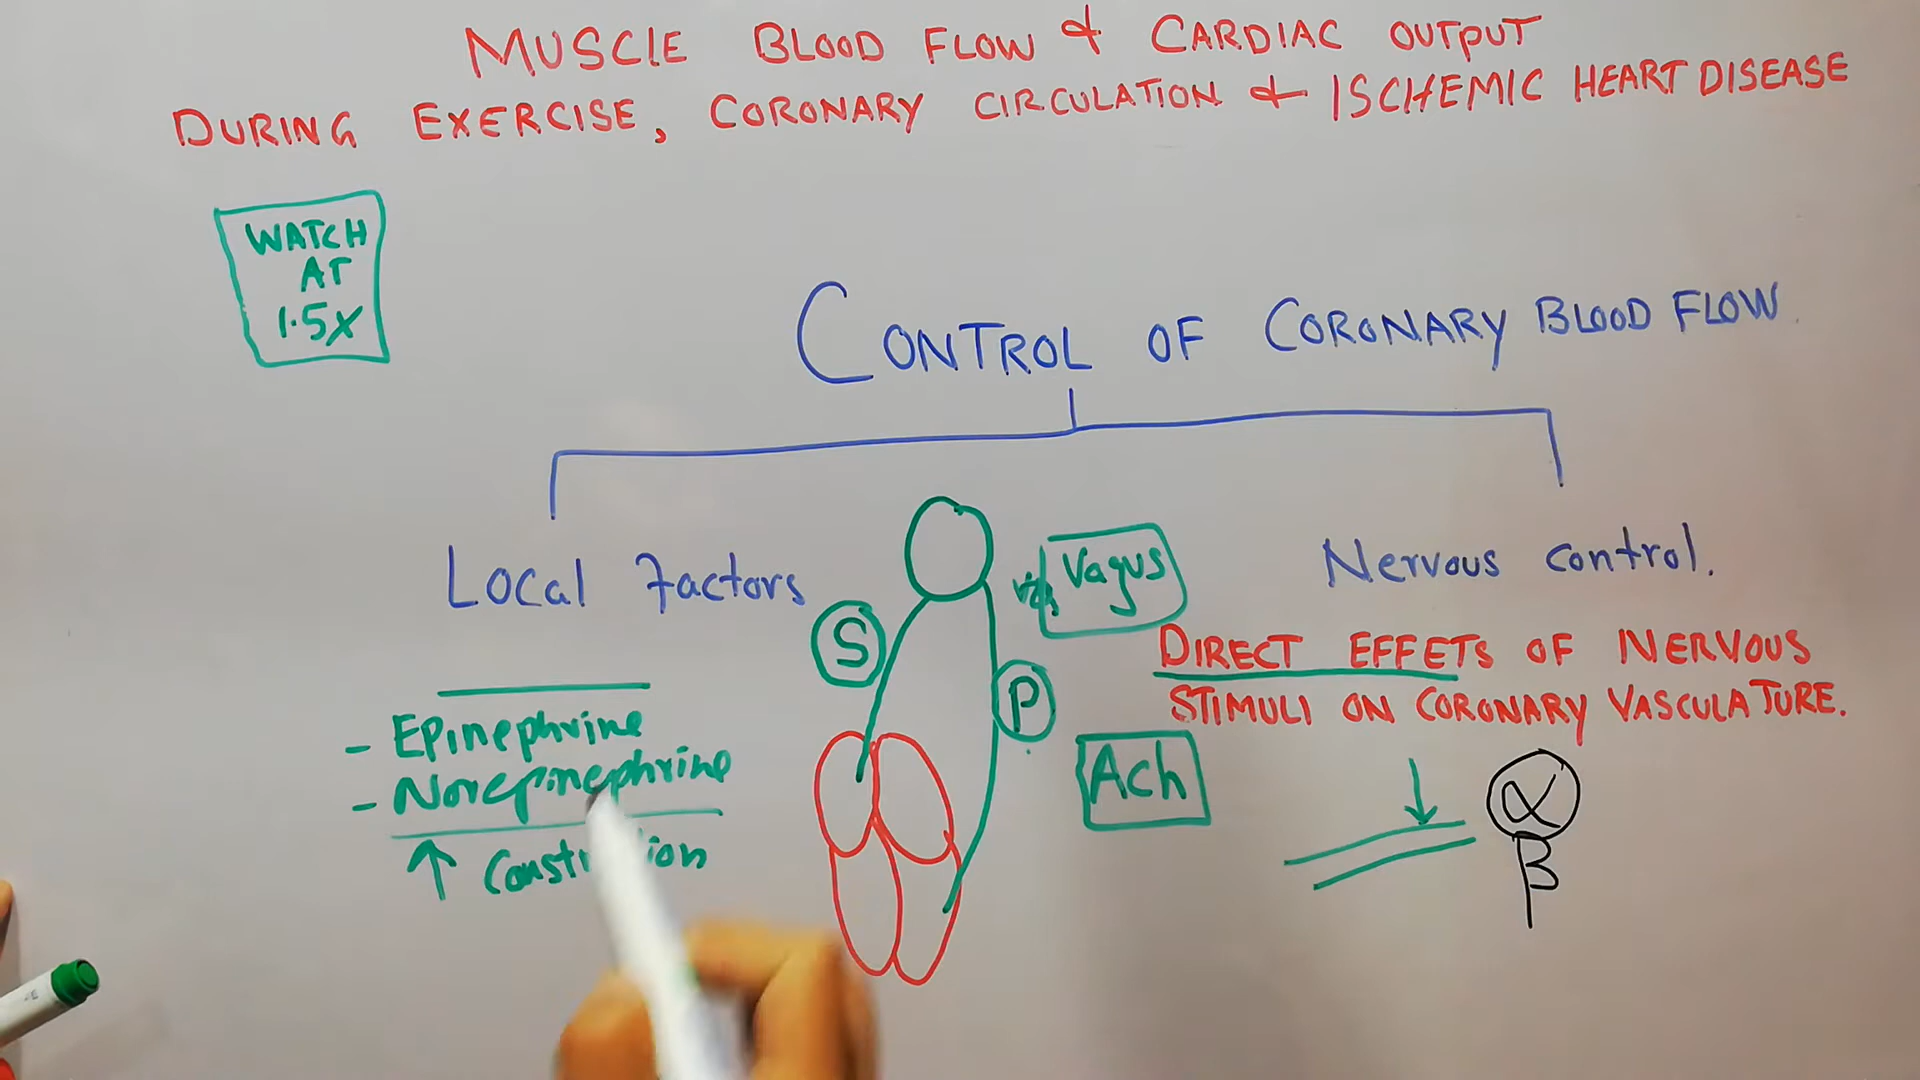 MUSCLE BLOOD FLOW & CARDIAC OUTPUT
DURING EXERCISE, CORONARY CIRCULATION & ISCHEMIC HEART DISEASE
WATCH
AT
1.5X
CONTROL OF CORONARY BLOOD FLOW.
Local Factors
Nervous control.
Vagus
S
P
DIRECT EFFETS OF NERVOUS
STIMULI ON CORONARY VASCULATURE.
- Epinephrine
- Norepinephrine
↑
Ach
α
β